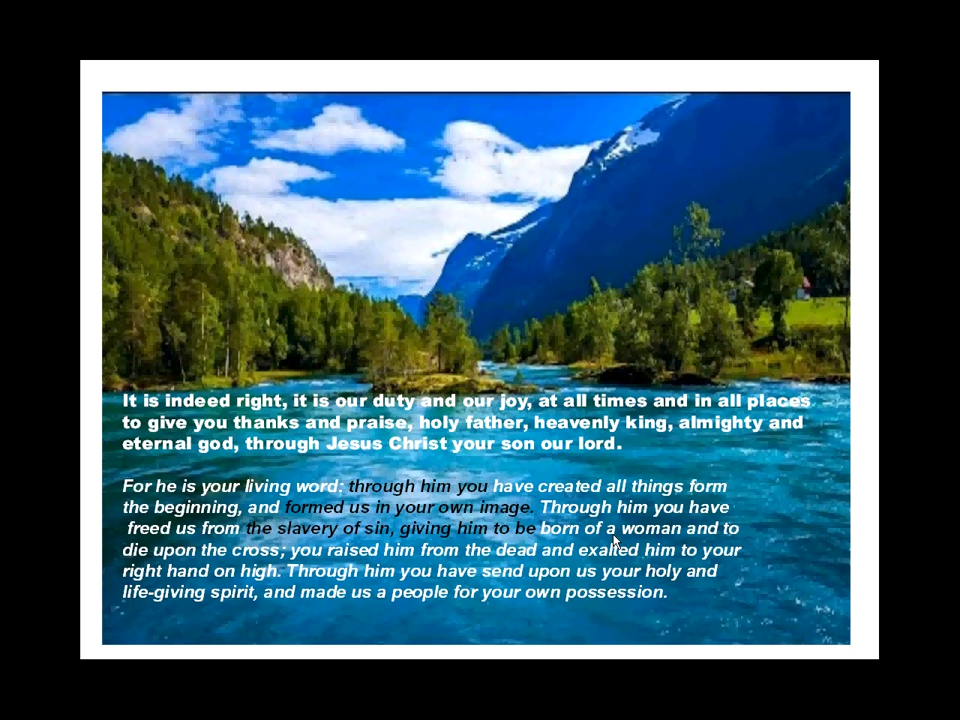 It is indeed right, it is our duty and our joy, at all times and in all places
to give you thanks and praise, holy father, heavenly king, almighty and
eternal god, through Jesus Christ your son our lord.
For he is your living word; through him you have created all things form
the beginning, and formed us in your own image. Through him you have
freed us from the slavery of sin, giving him to be born of a woman and to
die upon the cross; you raised him from the dead and exalted him to your
right hand on high. Through him you have send upon us your holy and
life-giving spirit, and made us a people for your own possession.